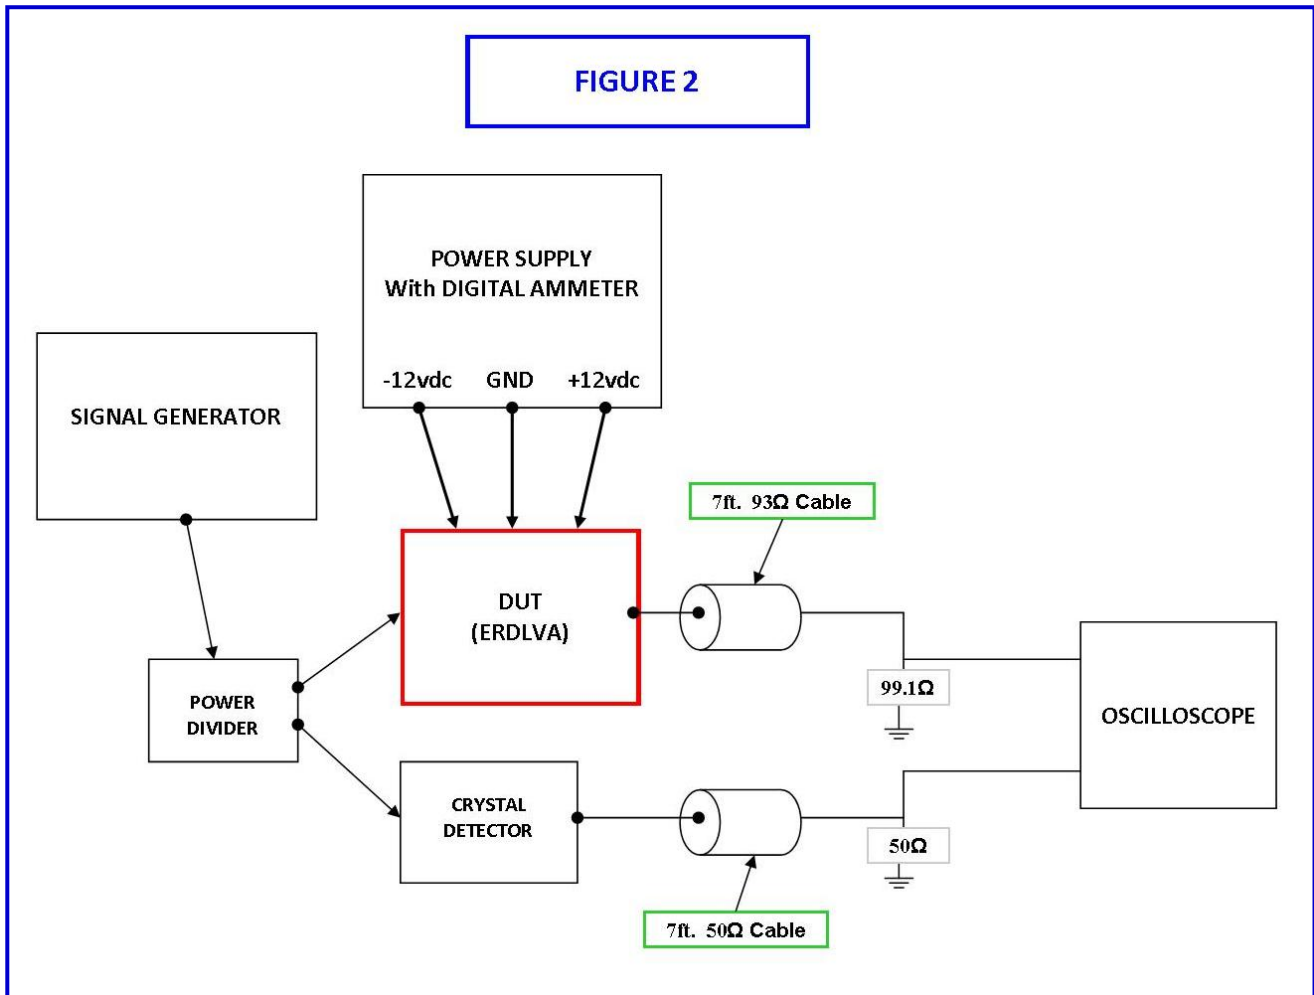 FIGURE 2
POWER SUPPLY
With DIGITAL AMMETER
-12vdc GND +12vdc
SIGNAL GENERATOR
7ft. 93Ω Cable
DUT
(ERDLVA)
POWER
DIVIDER
99.1Ω
OSCILLOSCOPE
CRYSTAL
DETECTOR
50Ω
7ft. 50Ω Cable